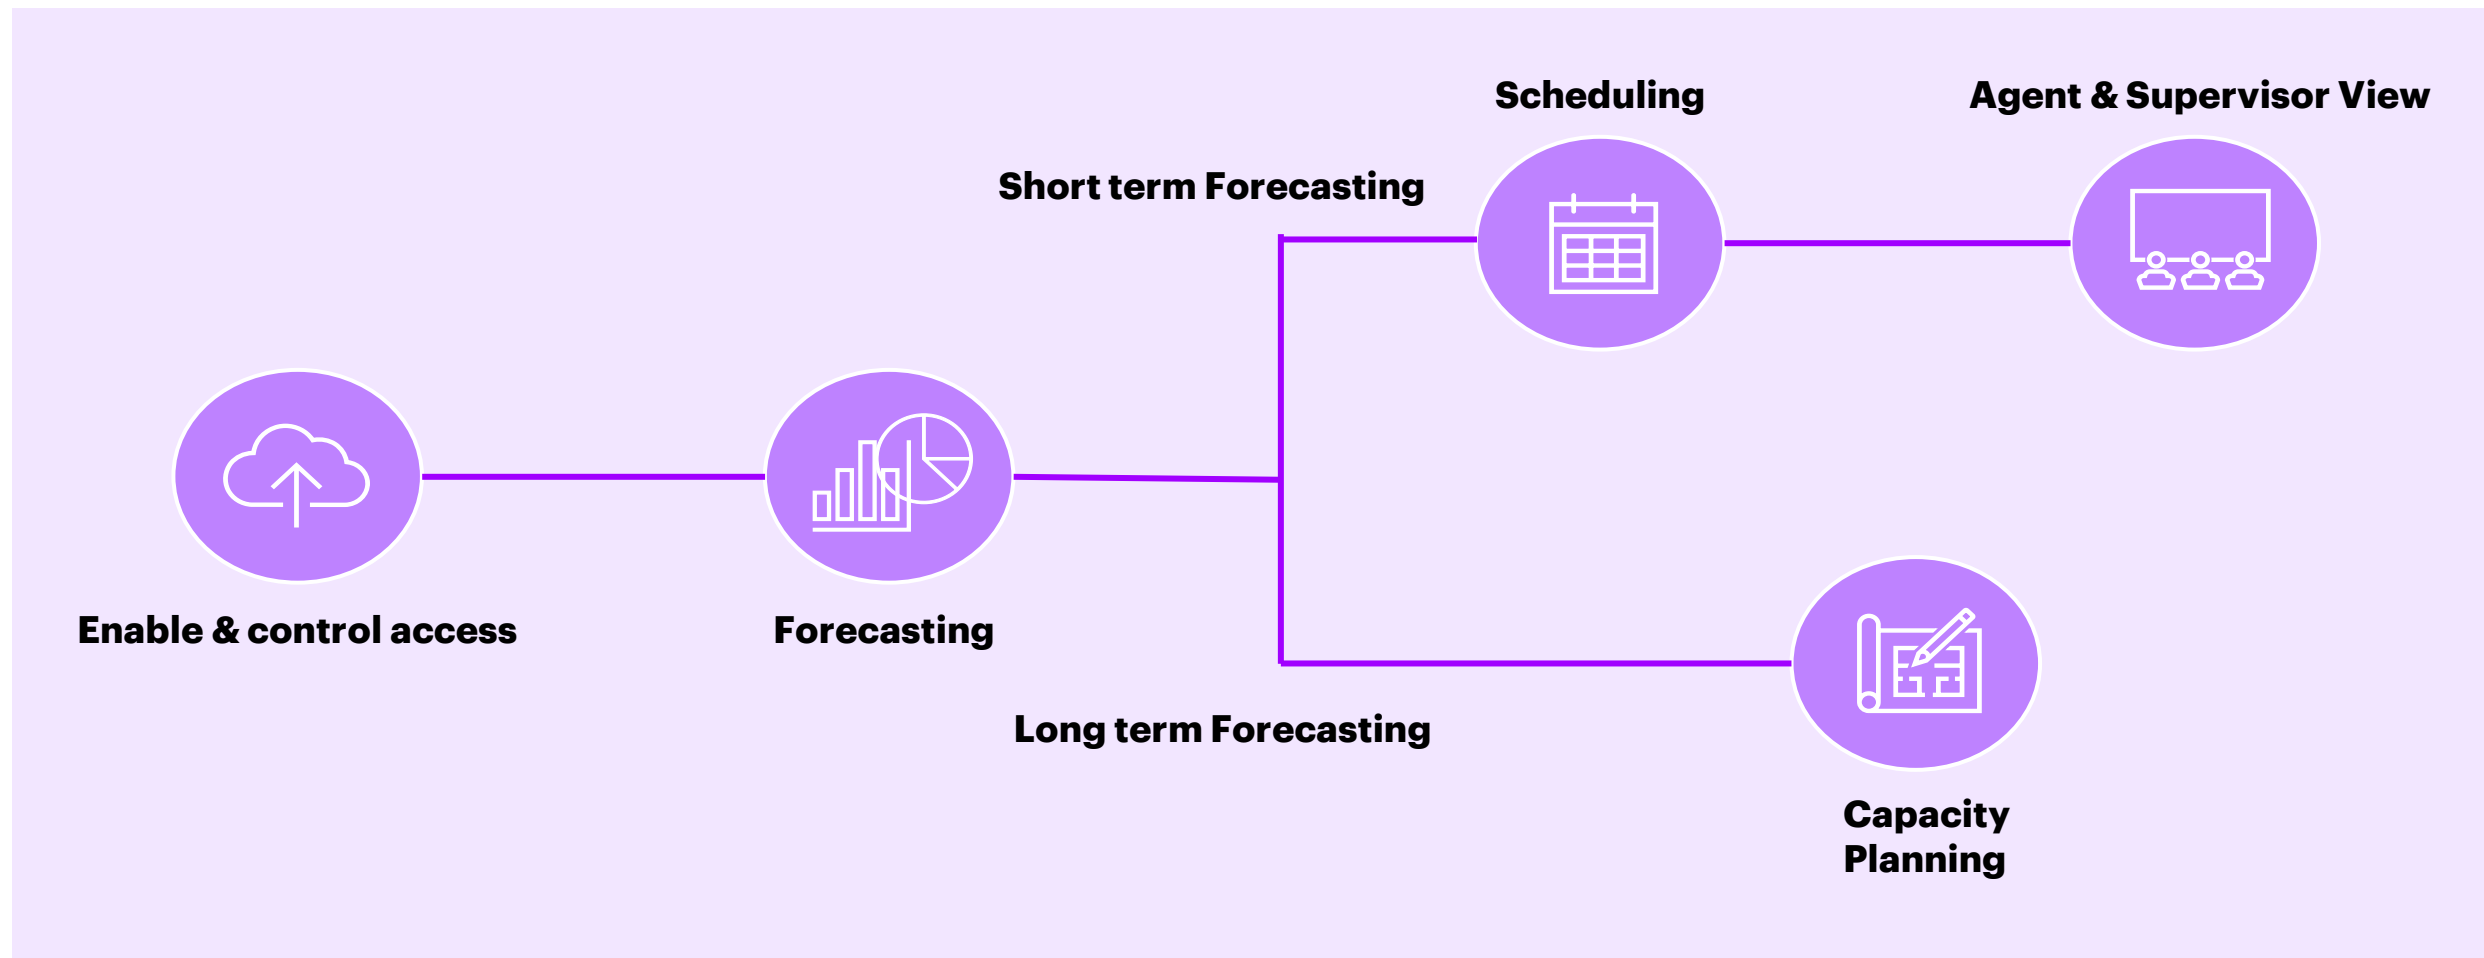 Scheduling
Agent & Supervisor View
Short term Forecasting
Enable & control access
Forecasting
Long term Forecasting
Capacity
Planning